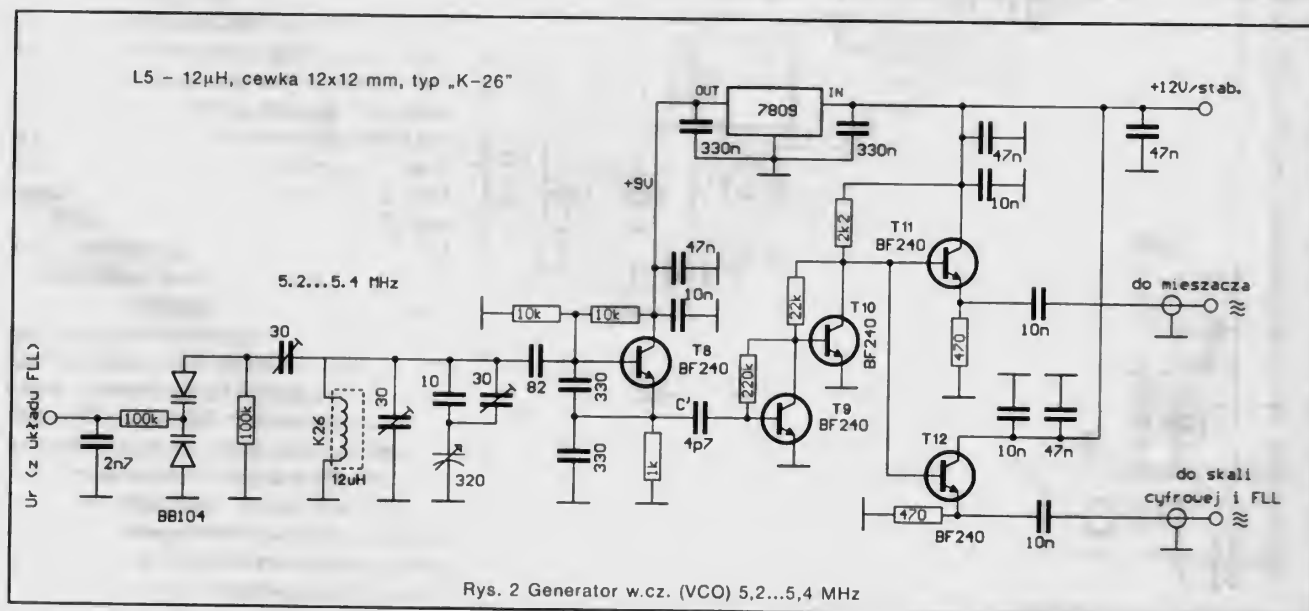 L5 – 12µH, cewka 12x12 mm, typ „K-26”
OUT
7809
IN
+12V/stab.
330n
330n
47n
47n
10n
+9V
2k2
T11
BF240
5.2...5.4 MHz
47n
10n
10k
10k
22k
T10
BF240
10n
do mieszacza
470
Ur (z układu FLL)
30
T8
BF240
82
10
30
30
330
C'
4p7
220k
T9
BF240
100k
100k
K26
12uH
2n7
BB104
320
330
1k
T12
10n
47n
do skali
cyfrowej i FLL
470
BF240
10n
Rys. 2 Generator w.cz. (VCO) 5,2...5,4 MHz